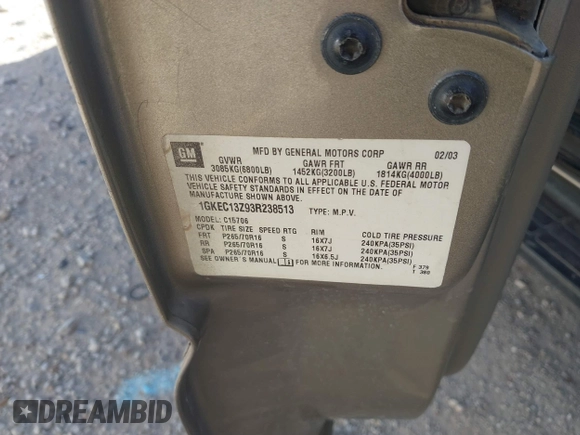 GM
MFD BY GENERAL MOTORS CORP 02/03
GVWR GAWR FRT GAWR RR
3085KG(6800LB) 1452KG(3200LB) 1814KG(4000LB)
THIS VEHICLE CONFORMS TO ALL APPLICABLE U.S. FEDERAL MOTOR
VEHICLE SAFETY STANDARDS IN EFFECT ON THE DATE OF
MANUFACTURE SHOWN ABOVE.
1GKEC13Z93R238513 TYPE: M.P.V.
MODEL: C15706
CPDK TIRE SIZE SPEED RTG RIM COLD TIRE PRESSURE
FRT P265/70R16 S 16X7J 240KPA(35PSI)
RR P265/70R16 S 16X7J 240KPA(35PSI)
SPA P265/70R16 S 16X6.5J 240KPA(35PSI)
SEE OWNER'S MANUAL FOR MORE INFORMATION.
F 379
T 380
DREAMBID